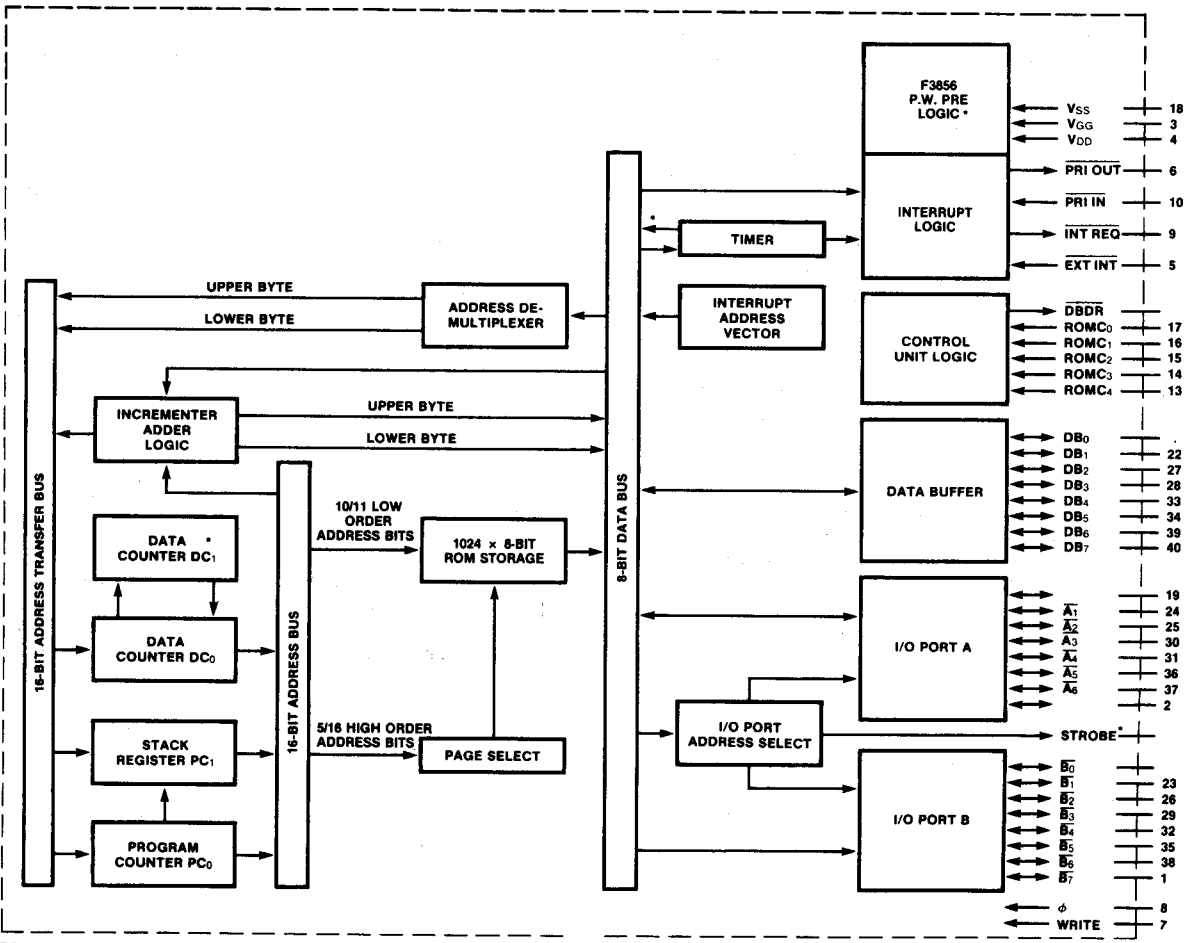 F3856
P.W. PRE
LOGIC *
VSS 18
VGG 3
VDD 4
PRI OUT 6
PRI IN 10
INTERRUPT
LOGIC
INT REQ 9
EXT INT 5
*
TIMER
UPPER BYTE
LOWER BYTE
ADDRESS DE-
MULTIPLEXER
INTERRUPT
ADDRESS
VECTOR
CONTROL
UNIT LOGIC
DBDR
ROMC0 17
ROMC1 16
ROMC2 15
ROMC3 14
ROMC4 13
INCREMENTER
ADDER
LOGIC
UPPER BYTE
LOWER BYTE
DATA BUFFER
DB0
DB1 22
DB2 27
DB3 28
DB4 33
DB5 34
DB6 39
DB7 40
16-BIT ADDRESS TRANSFER BUS
16-BIT ADDRESS BUS
8-BIT DATA BUS
10/11 LOW
ORDER
ADDRESS BITS
1024 × 8-BIT
ROM STORAGE
DATA *
COUNTER DC1
DATA
COUNTER DC0
I/O PORT A
19
A1 24
A2 25
A3 30
A4 31
A5 36
A6 37
2
5/16 HIGH ORDER
ADDRESS BITS
PAGE SELECT
STACK
REGISTER PC1
I/O PORT
ADDRESS SELECT
STROBE*
PROGRAM
COUNTER PC0
I/O PORT B
B0
B1 23
B2 26
B3 29
B4 32
B5 35
B6 38
B7 1
φ 8
WRITE 7